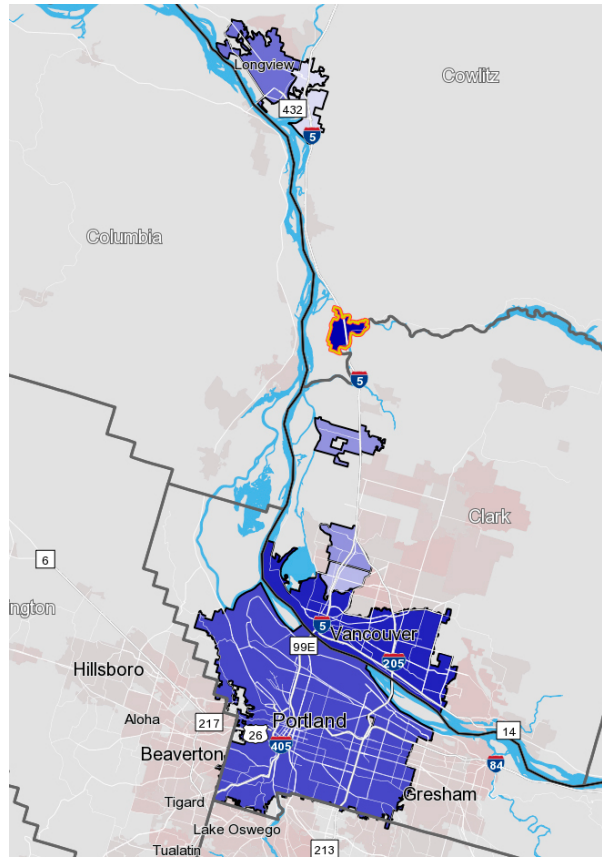 Longview
Cowlitz
432
5
Columbia
5
Clark
6
ington
5
Vancouver
99E
205
Hillsboro
Aloha
217
Portland
26
405
14
Beaverton
84
Tigard
Gresham
Lake Oswego
213
Tualatin